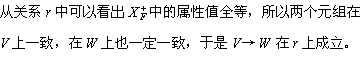 从关系 r 中可以看出 X_F^+ 中的属性值全等，所以两个元组在
V 上一致，在 W 上也一定一致，于是 V→W 在 r 上成立。